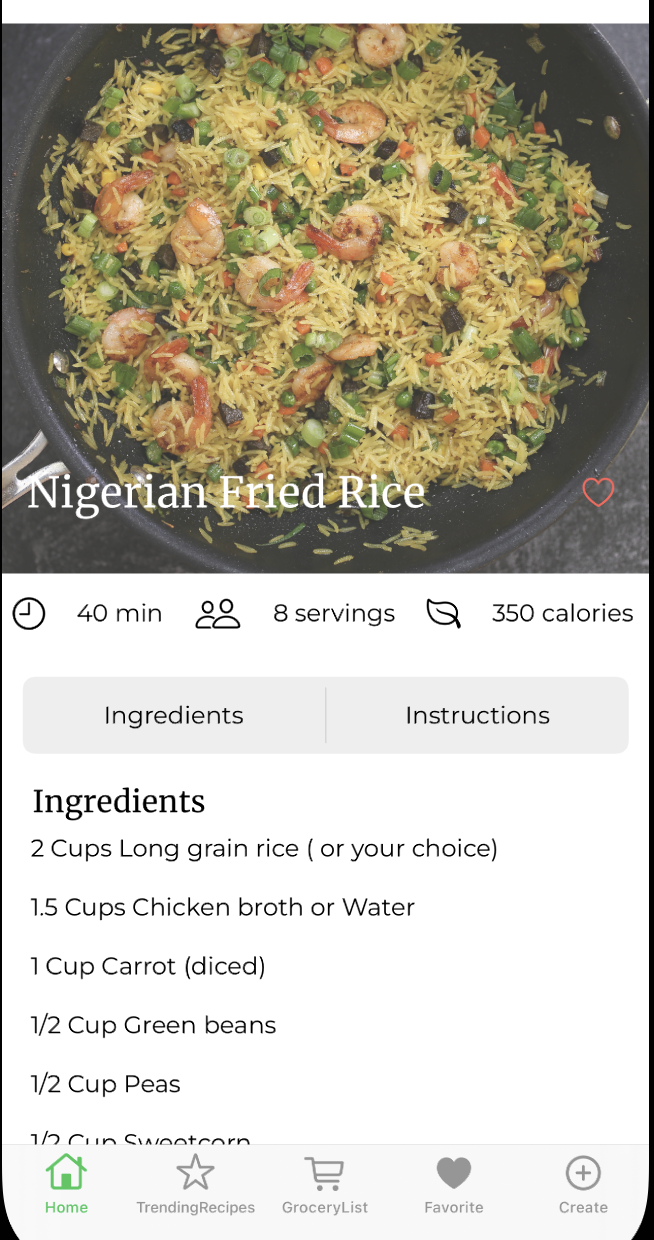 Nigerian Fried Rice
40 min 8 servings 350 calories
Ingredients Instructions
Ingredients
2 Cups Long grain rice ( or your choice)
1.5 Cups Chicken broth or Water
1 Cup Carrot (diced)
1/2 Cup Green beans
1/2 Cup Peas
1/2 Cup Sweetcorn
Home TrendingRecipes GroceryList Favorite Create